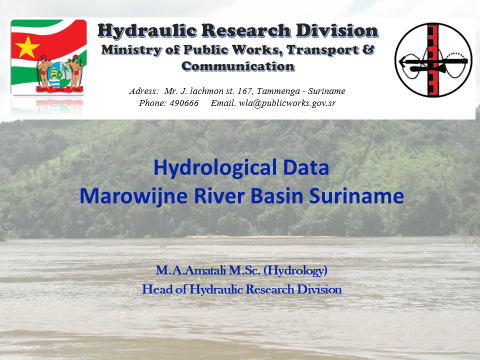 Hydraulic Research Division
Ministry of Public Works, Transport &
Communication
Adress: Mr. J. lachmon st. 167, Tammenga - Suriname
Phone: 490666 Email. wla@publicworks.gov.sr
Hydrological Data
Marowijne River Basin Suriname
M.A.Amatali M.Sc. (Hydrology)
Head of Hydraulic Research Division